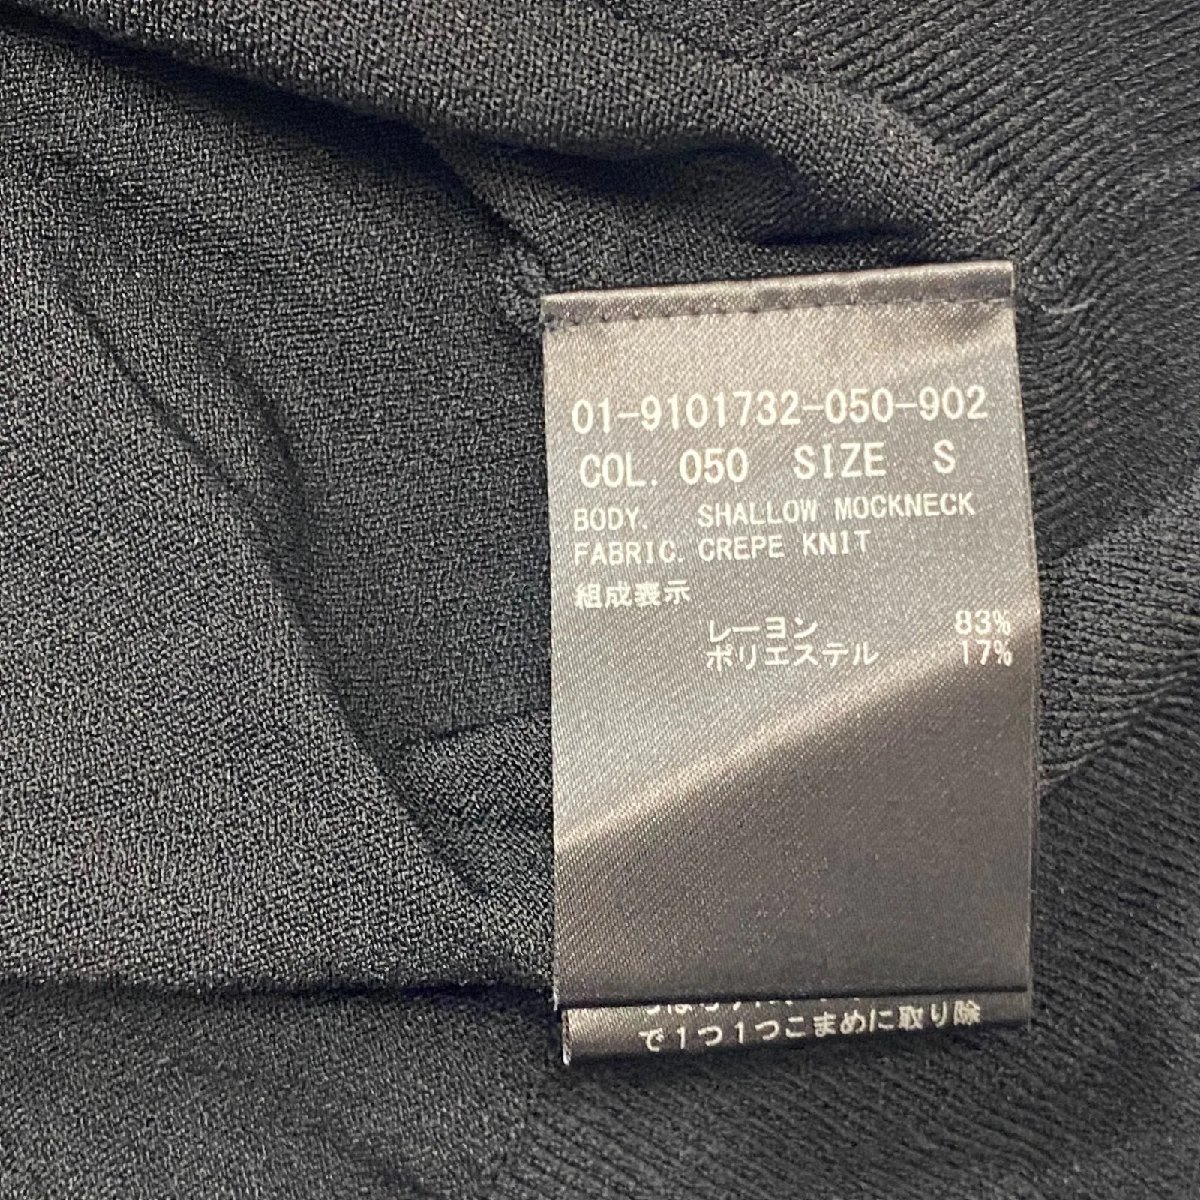 01-9101732-050-902
COL. 050 SIZE S
BODY. SHALLOW MOCKNECK
FABRIC. CREPE KNIT
組成表示
レーヨン 83%
ポリエステル 17%
で1つ1つこまめに取り除